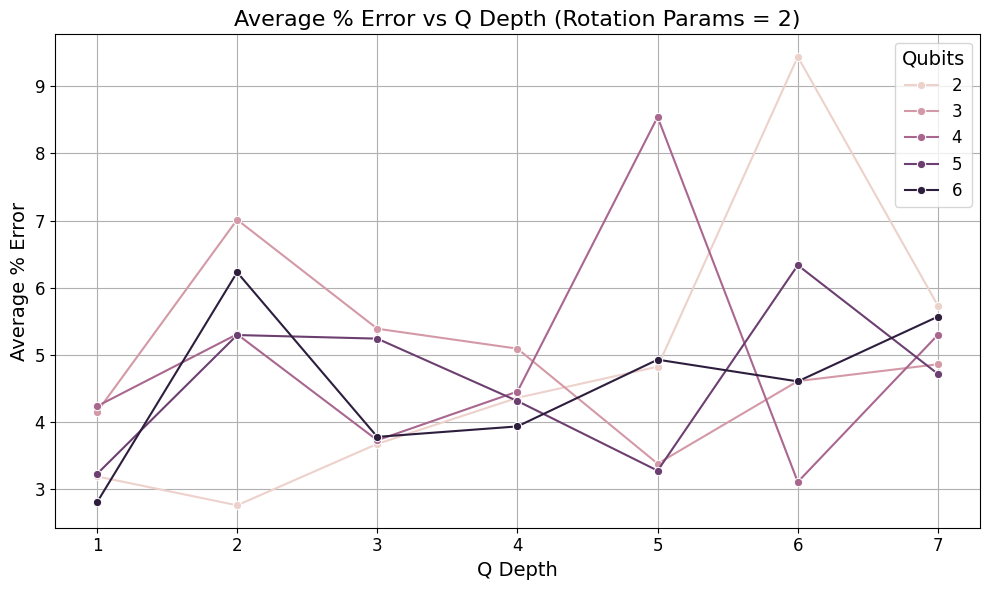 Average % Error vs Q Depth (Rotation Params = 2)
Average % Error
9
8
7
6
5
4
3
1 2 3 4 5 6 7
Q Depth
Qubits
2
3
4
5
6